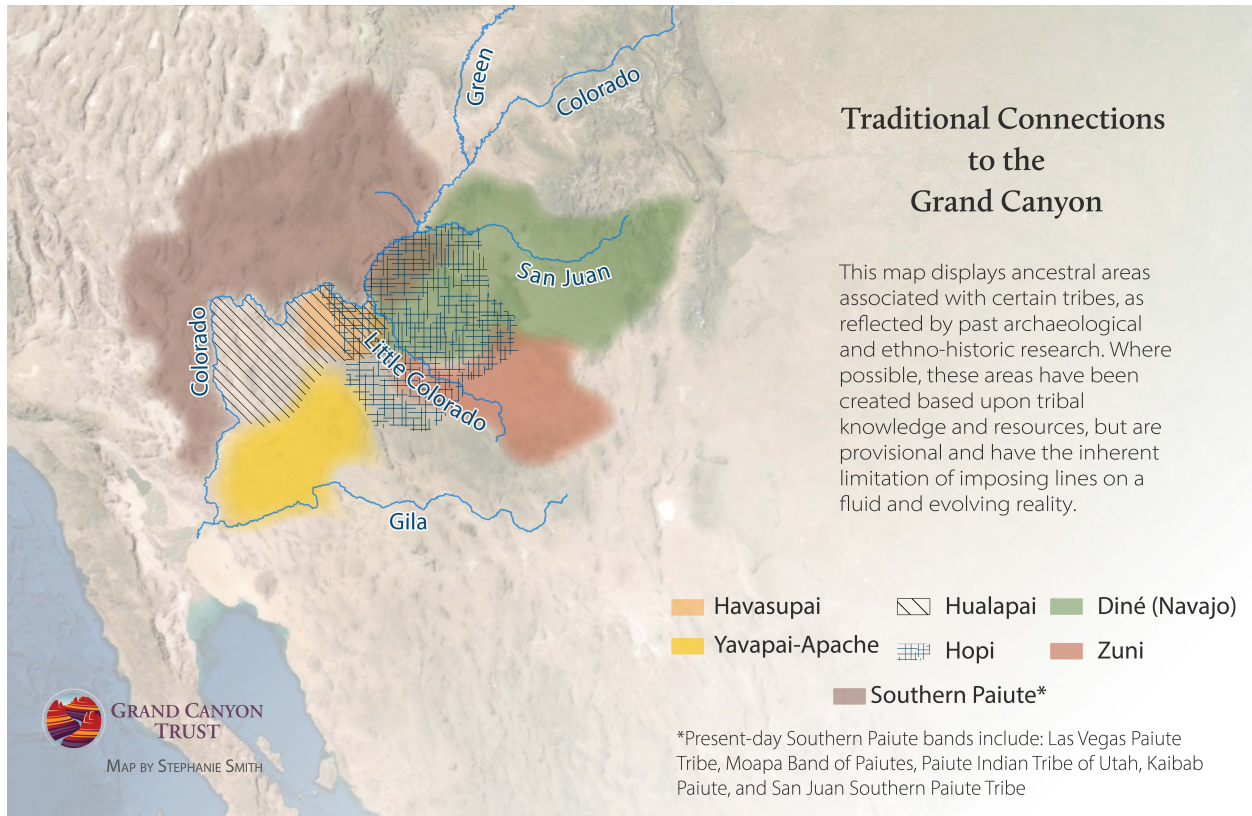 Green
Colorado
Traditional Connections
to the
Grand Canyon
San Juan
This map displays ancestral areas
associated with certain tribes, as
reflected by past archaeological
and ethno-historic research. Where
possible, these areas have been
created based upon tribal
knowledge and resources, but are
provisional and have the inherent
limitation of imposing lines on a
fluid and evolving reality.
Colorado
Little Colorado
Gila
Havasupai
Hualapai
Diné (Navajo)
Yavapai-Apache
Hopi
Zuni
Southern Paiute*
GRAND CANYON
TRUST
MAP BY STEPHANIE SMITH
*Present-day Southern Paiute bands include: Las Vegas Paiute
Tribe, Moapa Band of Paiutes, Paiute Indian Tribe of Utah, Kaibab
Paiute, and San Juan Southern Paiute Tribe